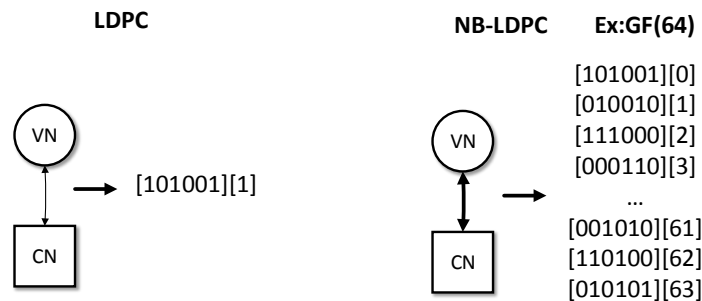 LDPC
VN
CN
[101001][1]
NB-LDPC
Ex:GF(64)
VN
CN
[101001][0]
[010010][1]
[111000][2]
[000110][3]
...
[001010][61]
[110100][62]
[010101][63]